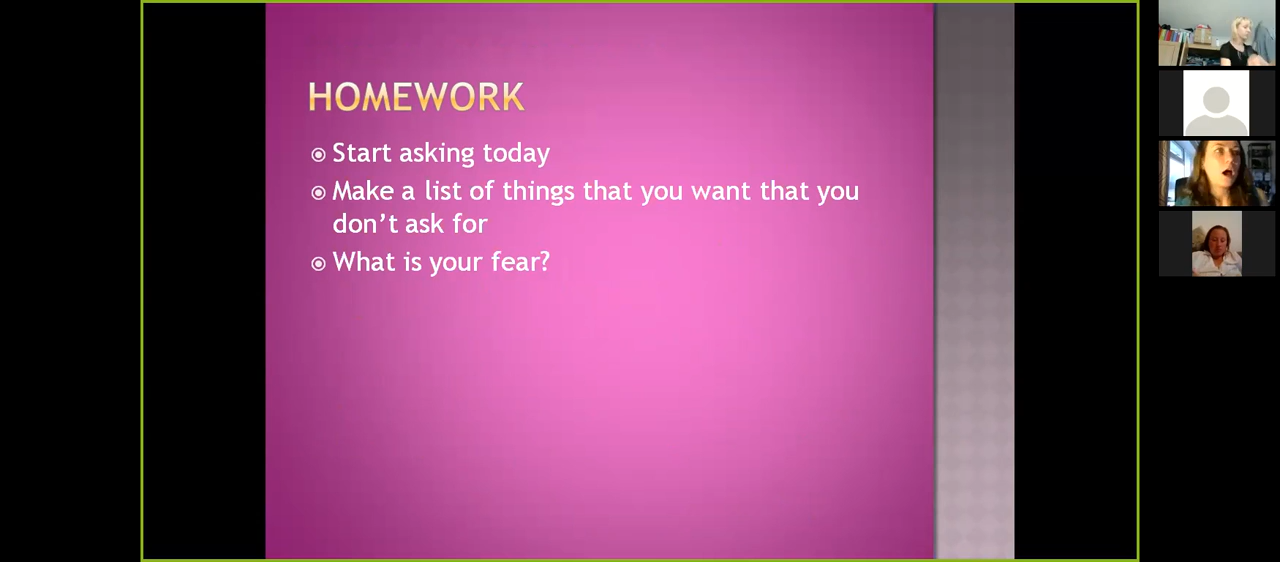 HOMEWORK
Start asking today
Make a list of things that you want that you
don’t ask for
What is your fear?